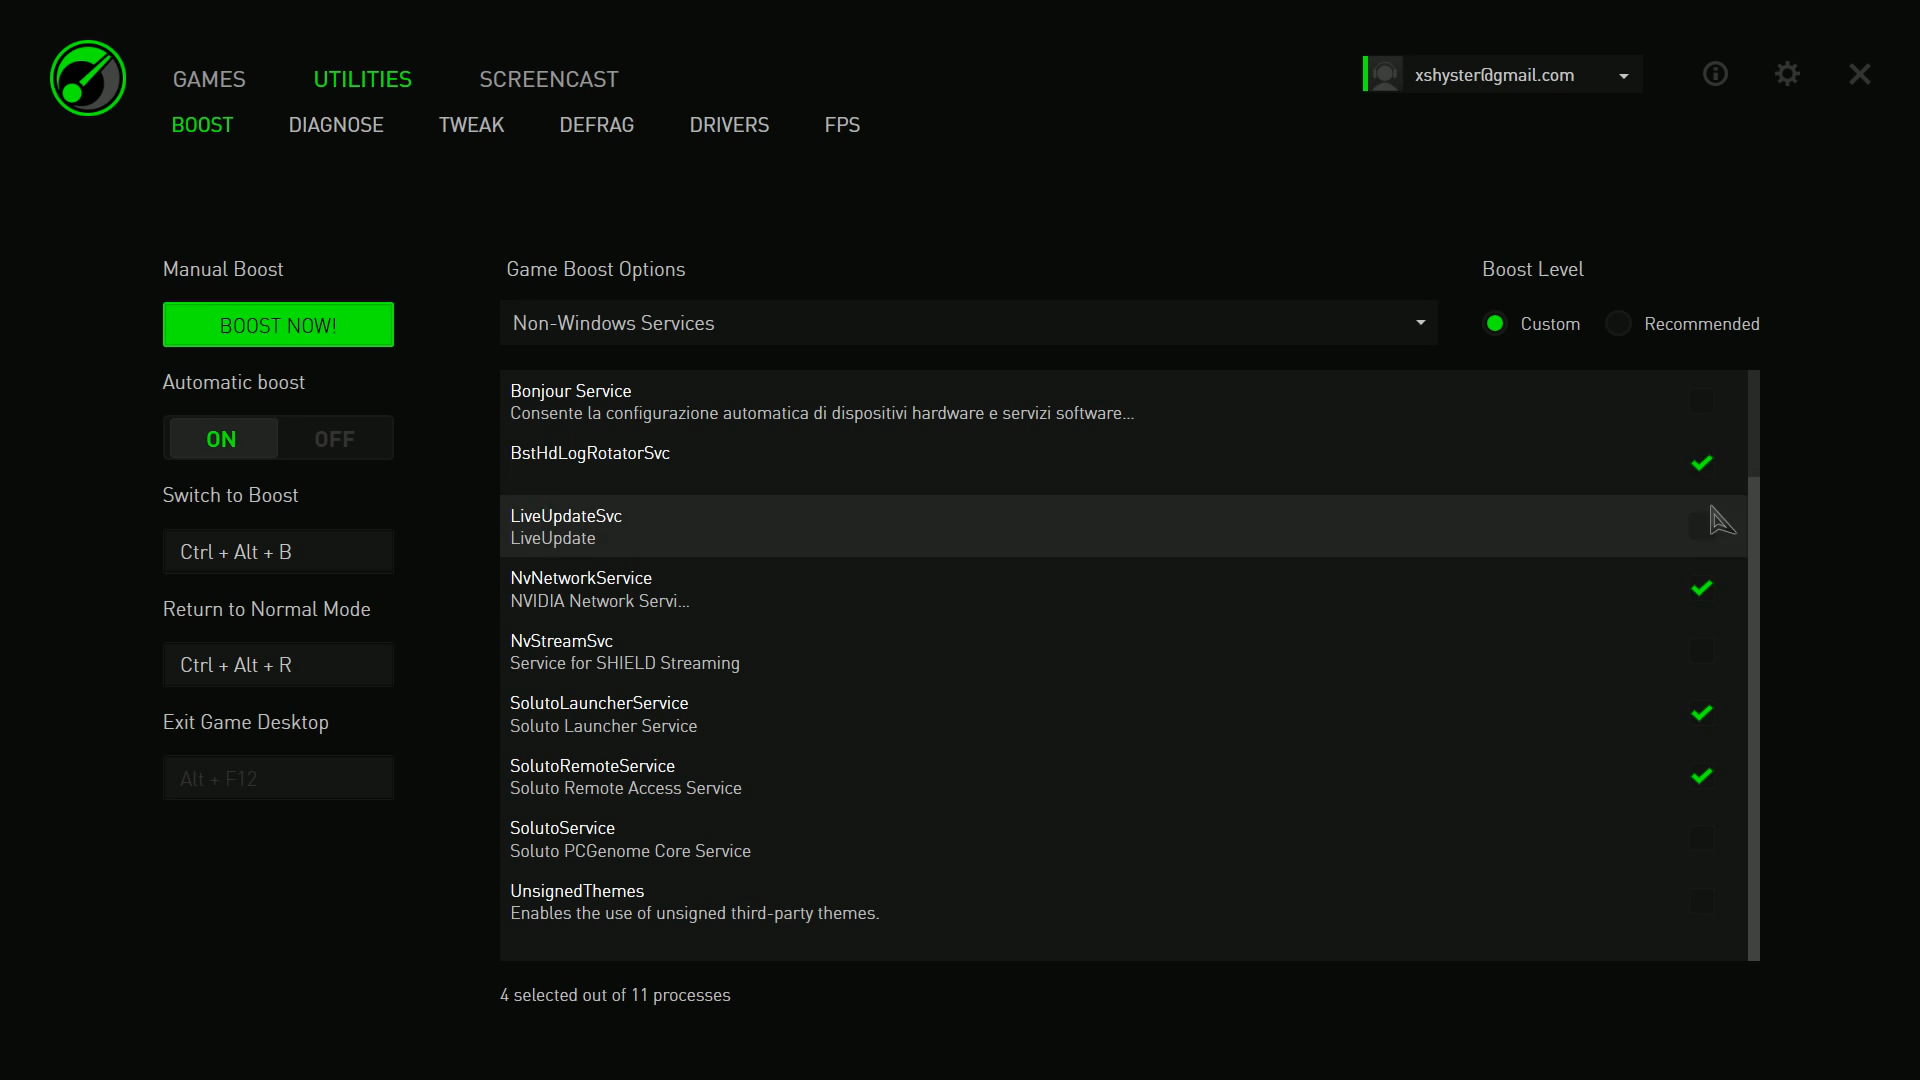 GAMES UTILITIES SCREENCAST
xshyster@gmail.com
BOOST DIAGNOSE TWEAK DEFRAG DRIVERS FPS
Manual Boost
BOOST NOW!
Automatic boost
ON OFF
Switch to Boost
Ctrl + Alt + B
Return to Normal Mode
Ctrl + Alt + R
Exit Game Desktop
Alt + F12
Game Boost Options
Non-Windows Services
Boost Level
Custom Recommended
Bonjour Service
Consente la configurazione automatica di dispositivi hardware e servizi software...
BstHdLogRotatorSvc
LiveUpdateSvc
LiveUpdate
NvNetworkService
NVIDIA Network Servi...
NvStreamSvc
Service for SHIELD Streaming
SolutoLauncherService
Soluto Launcher Service
SolutoRemoteService
Soluto Remote Access Service
SolutoService
Soluto PCGenome Core Service
UnsignedThemes
Enables the use of unsigned third-party themes.
4 selected out of 11 processes